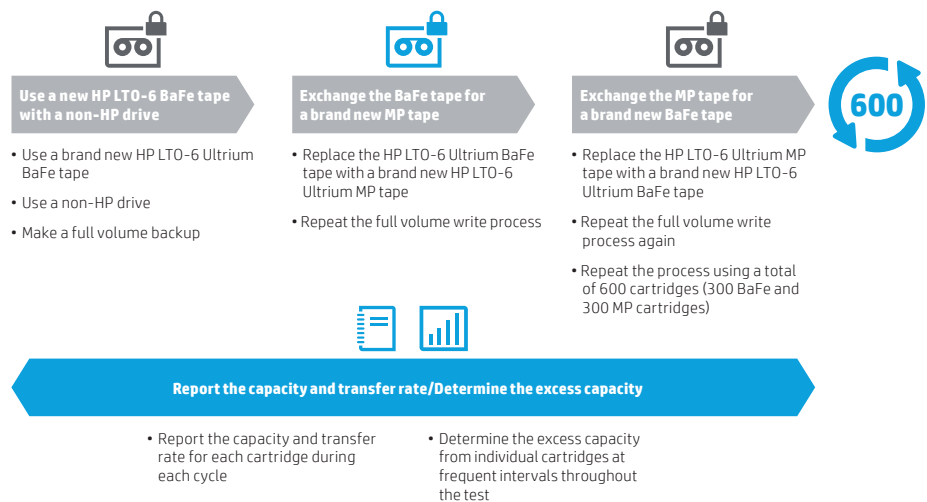 Use a new HP LTO-6 BaFe tape
with a non-HP drive
• Use a brand new HP LTO-6 Ultrium
BaFe tape
• Use a non-HP drive
• Make a full volume backup
Exchange the BaFe tape for
a brand new MP tape
• Replace the HP LTO-6 Ultrium BaFe
tape with a brand new HP LTO-6
Ultrium MP tape
• Repeat the full volume write process
Exchange the MP tape for
a brand new BaFe tape
• Replace the HP LTO-6 Ultrium MP
tape with a brand new HP LTO-6
Ultrium BaFe tape
• Repeat the full volume write
process again
• Repeat the process using a total
of 600 cartridges (300 BaFe and
300 MP cartridges)
600
Report the capacity and transfer rate/Determine the excess capacity
• Report the capacity and transfer
rate for each cartridge during
each cycle
• Determine the excess capacity
from individual cartridges at
frequent intervals throughout
the test